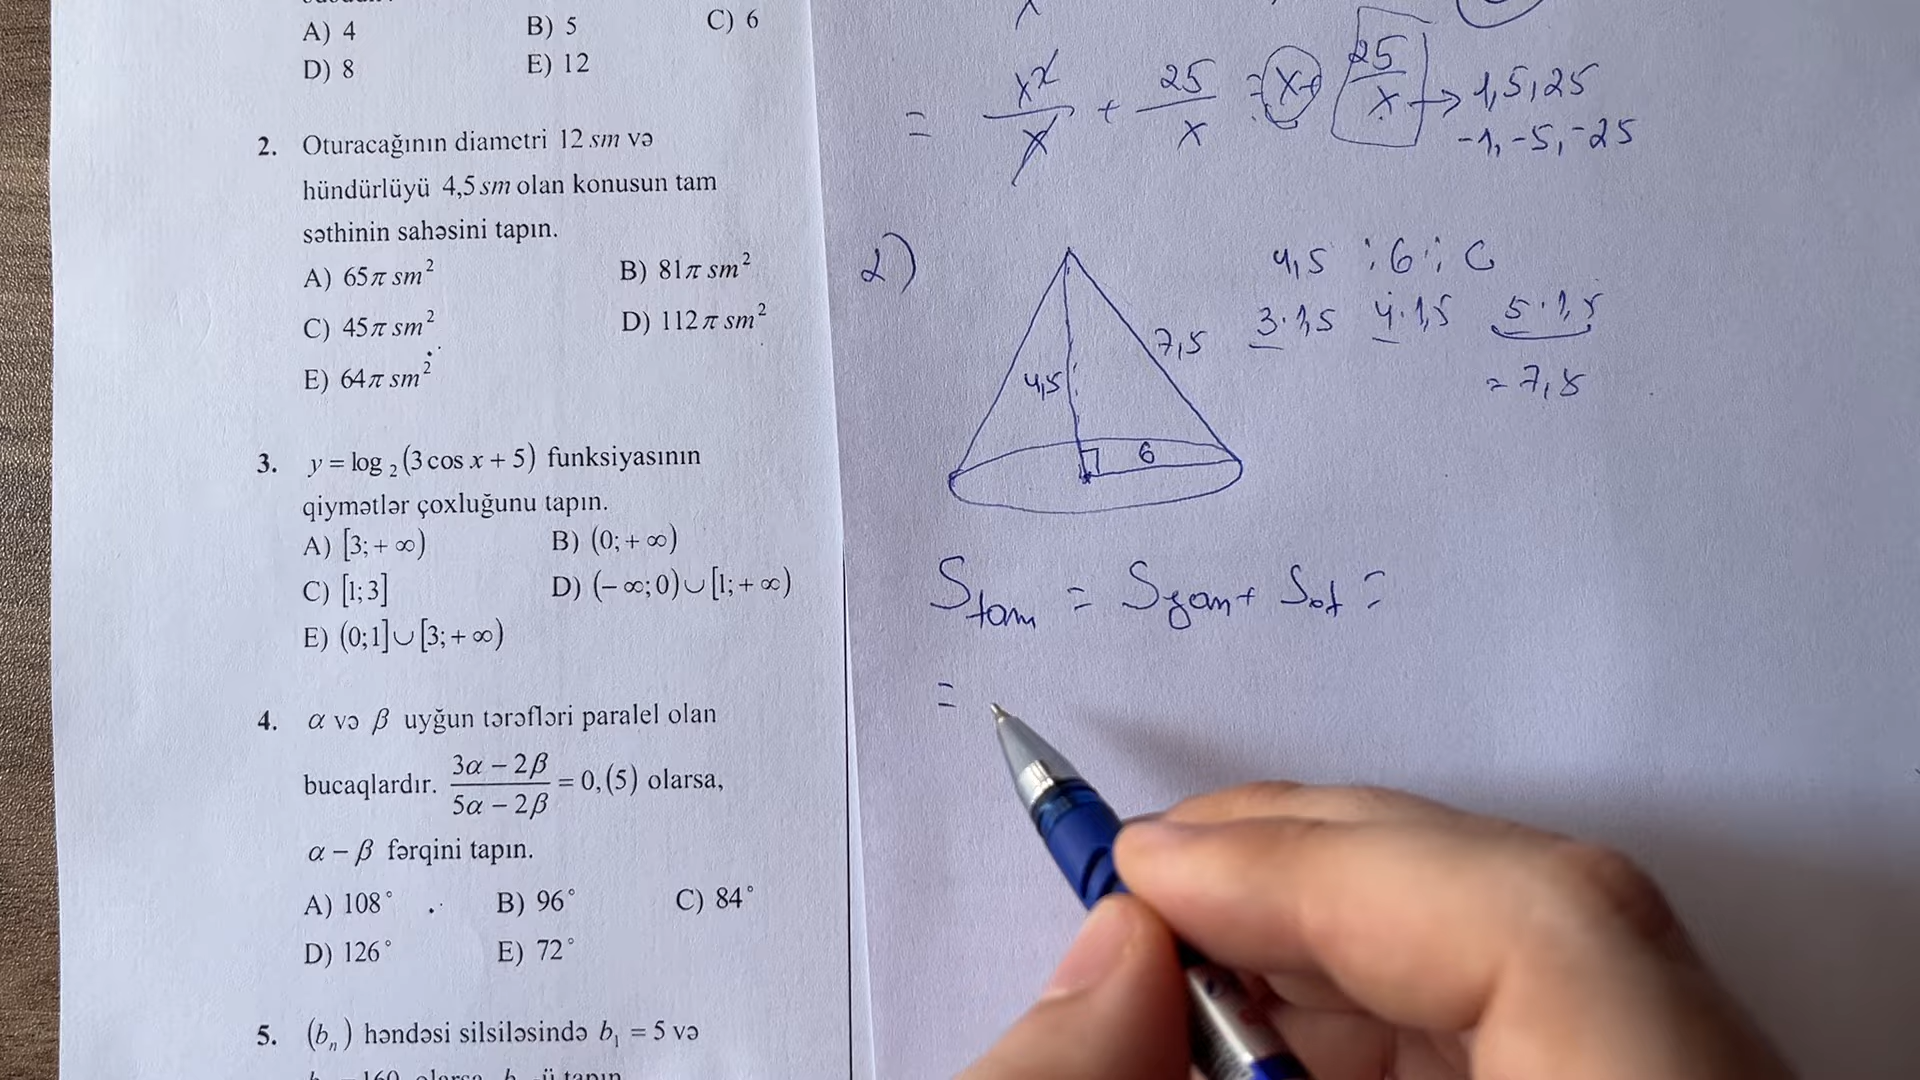 A) 4 B) 5 C) 6
D) 8 E) 12
2. Oturacağının diametri 12 sm və
hündürlüyü 4,5 sm olan konusun tam
səthinin sahəsini tapın.
A) 65π sm² B) 81π sm²
C) 45π sm² D) 112π sm²
E) 64π sm²
3. y = log₂(3cos x + 5) funksiyasının
qiymətlər çoxluğunu tapın.
A) [3; + ∞) B) (0; + ∞)
C) [1; 3] D) (− ∞; 0) ∪ [1; + ∞)
E) (0; 1] ∪ [3; + ∞)
4. α və β uyğun tərəfləri paralel olan
bucaqlardır. (3α − 2β)/(5α − 2β) = 0,(5) olarsa,
α − β fərqini tapın.
A) 108° B) 96° C) 84°
D) 126° E) 72°
5. (bₙ) həndəsi silsiləsində b₁ = 5 və
x
= x²/x + 25/x = x + 25/x → 1, 5, 25
-1, -5, -25
2)
4,5 ; 6 ; C
3·1,5 4·1,5 5·1,5
= 7,5
7,5
4,5
6
Stam = Syan + Sot =
=